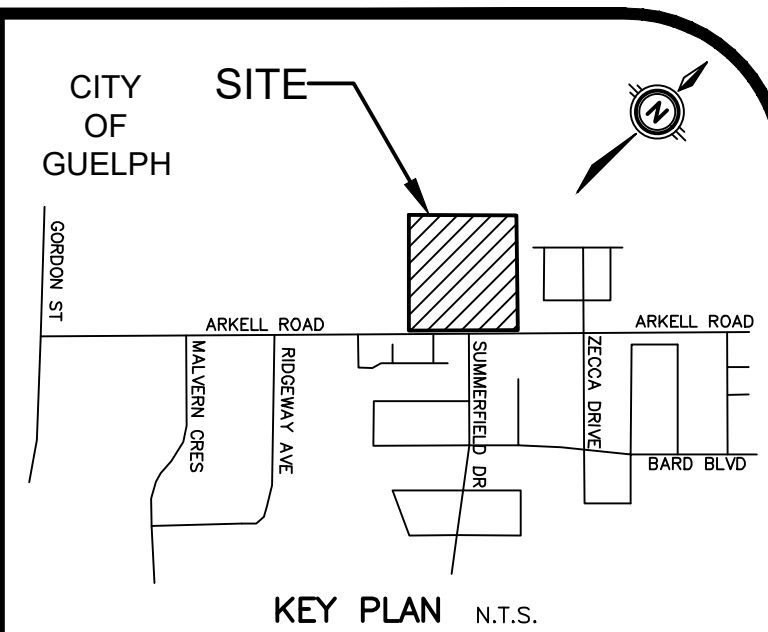 CITY
OF
GUELPH
SITE
N
GORDON ST
ARKELL ROAD
ARKELL ROAD
MALVERN CRES
RIDGEWAY AVE
SUMMERFIELD DR
ZECCA DRIVE
BARD BLVD
KEY PLAN N.T.S.